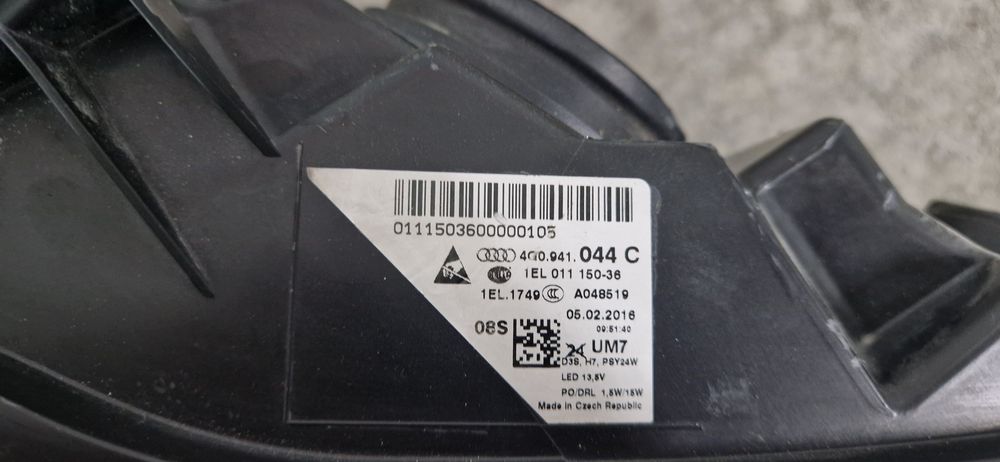 0111503600000105
4G0.941. 044 C
1EL 011 150-36
1EL.1749 A048519
05.02.2016
09:51:40
08S
24 UM7
D3S, H7, PSY24W
LED 13,5V
PO/DRL 1,5W/15W
Made in Czech Republic